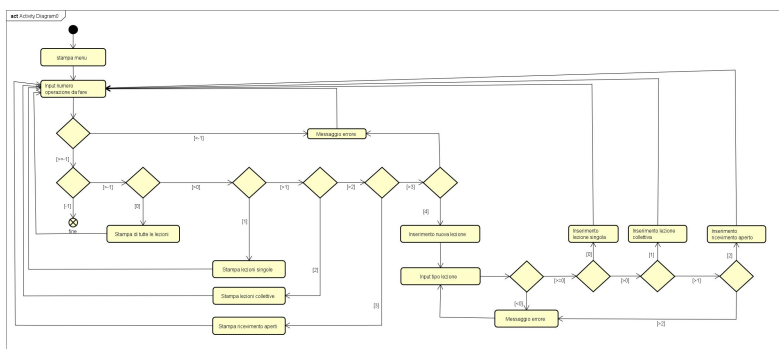 act Activity Diagram0
stampa menu
Input numero
operazione da fare
Messaggio errore
[<-1]
[>=-1]
[-1]
[>-1]
[0]
[>0]
[1]
[>1]
[2]
[>2]
[3]
[>3]
[4]
fine
Stampa di tutte le lezioni
Stampa lezioni singole
Stampa lezioni collettive
Stampa ricevimento aperti
Inserimento nuova lezione
Input tipo lezione
[<0]
[>=0]
[0]
[>0]
[1]
[>1]
[2]
[>2]
Inserimento
lezione singola
Inserimento lezione
collettiva
Inserimento
ricevimento aperto
Messaggio errore